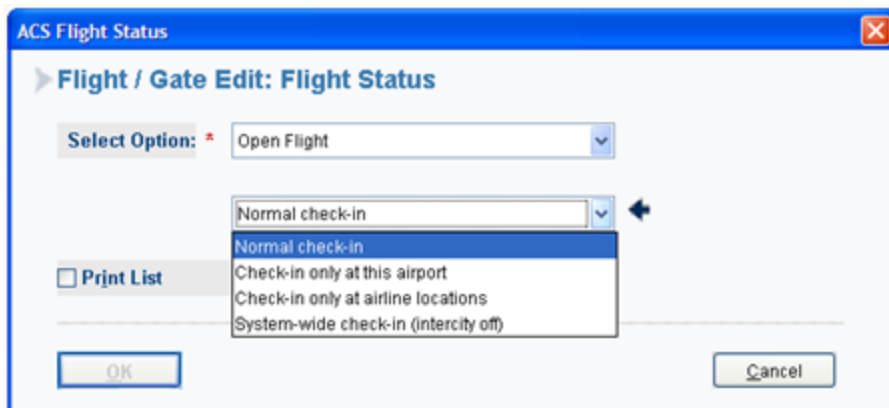 ACS Flight Status
Flight / Gate Edit: Flight Status
Select Option: * Open Flight
Normal check-in
Normal check-in
Check-in only at this airport
Check-in only at airline locations
System-wide check-in (intercity off)
Print List
OK Cancel